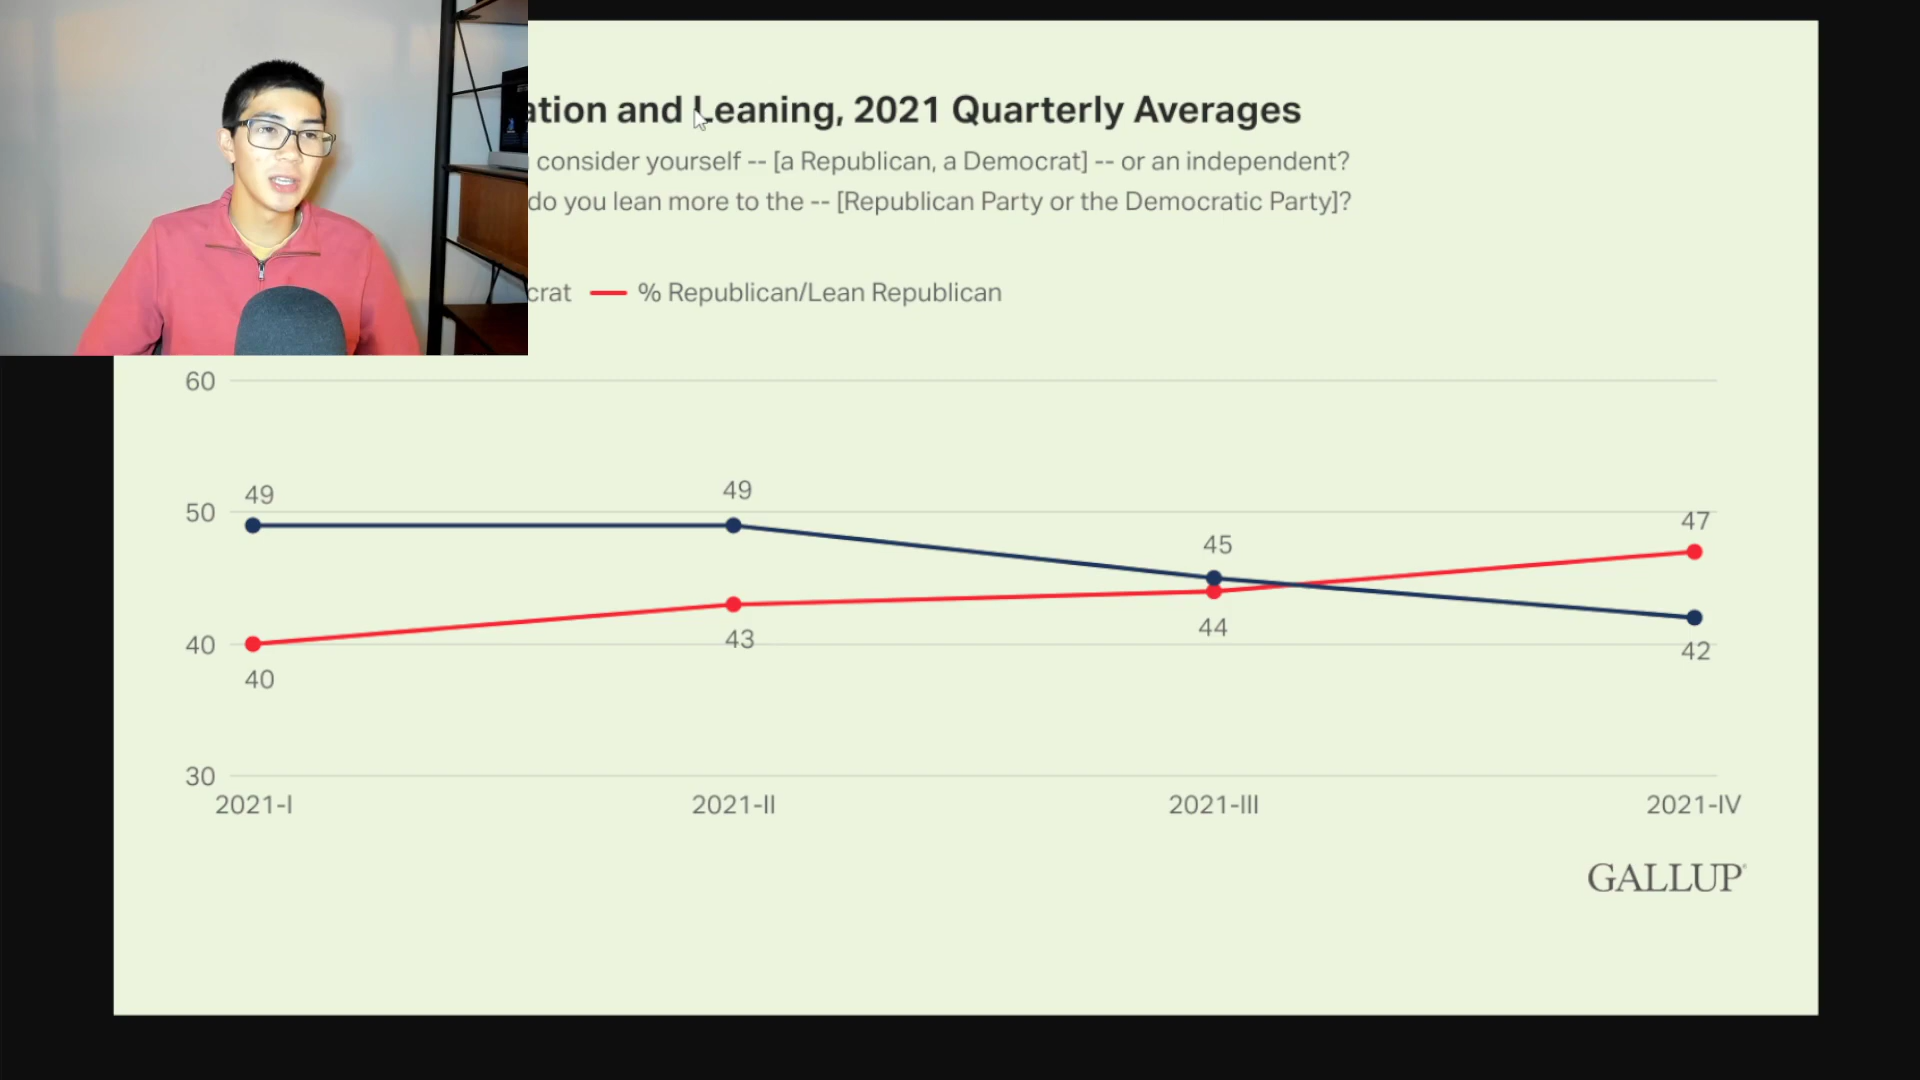 ation and Leaning, 2021 Quarterly Averages
consider yourself -- [a Republican, a Democrat] -- or an independent?
do you lean more to the -- [Republican Party or the Democratic Party]?
crat % Republican/Lean Republican
60
49 49
50 47
45
40 43 44 42
40
30
2021-I 2021-II 2021-III 2021-IV
GALLUP